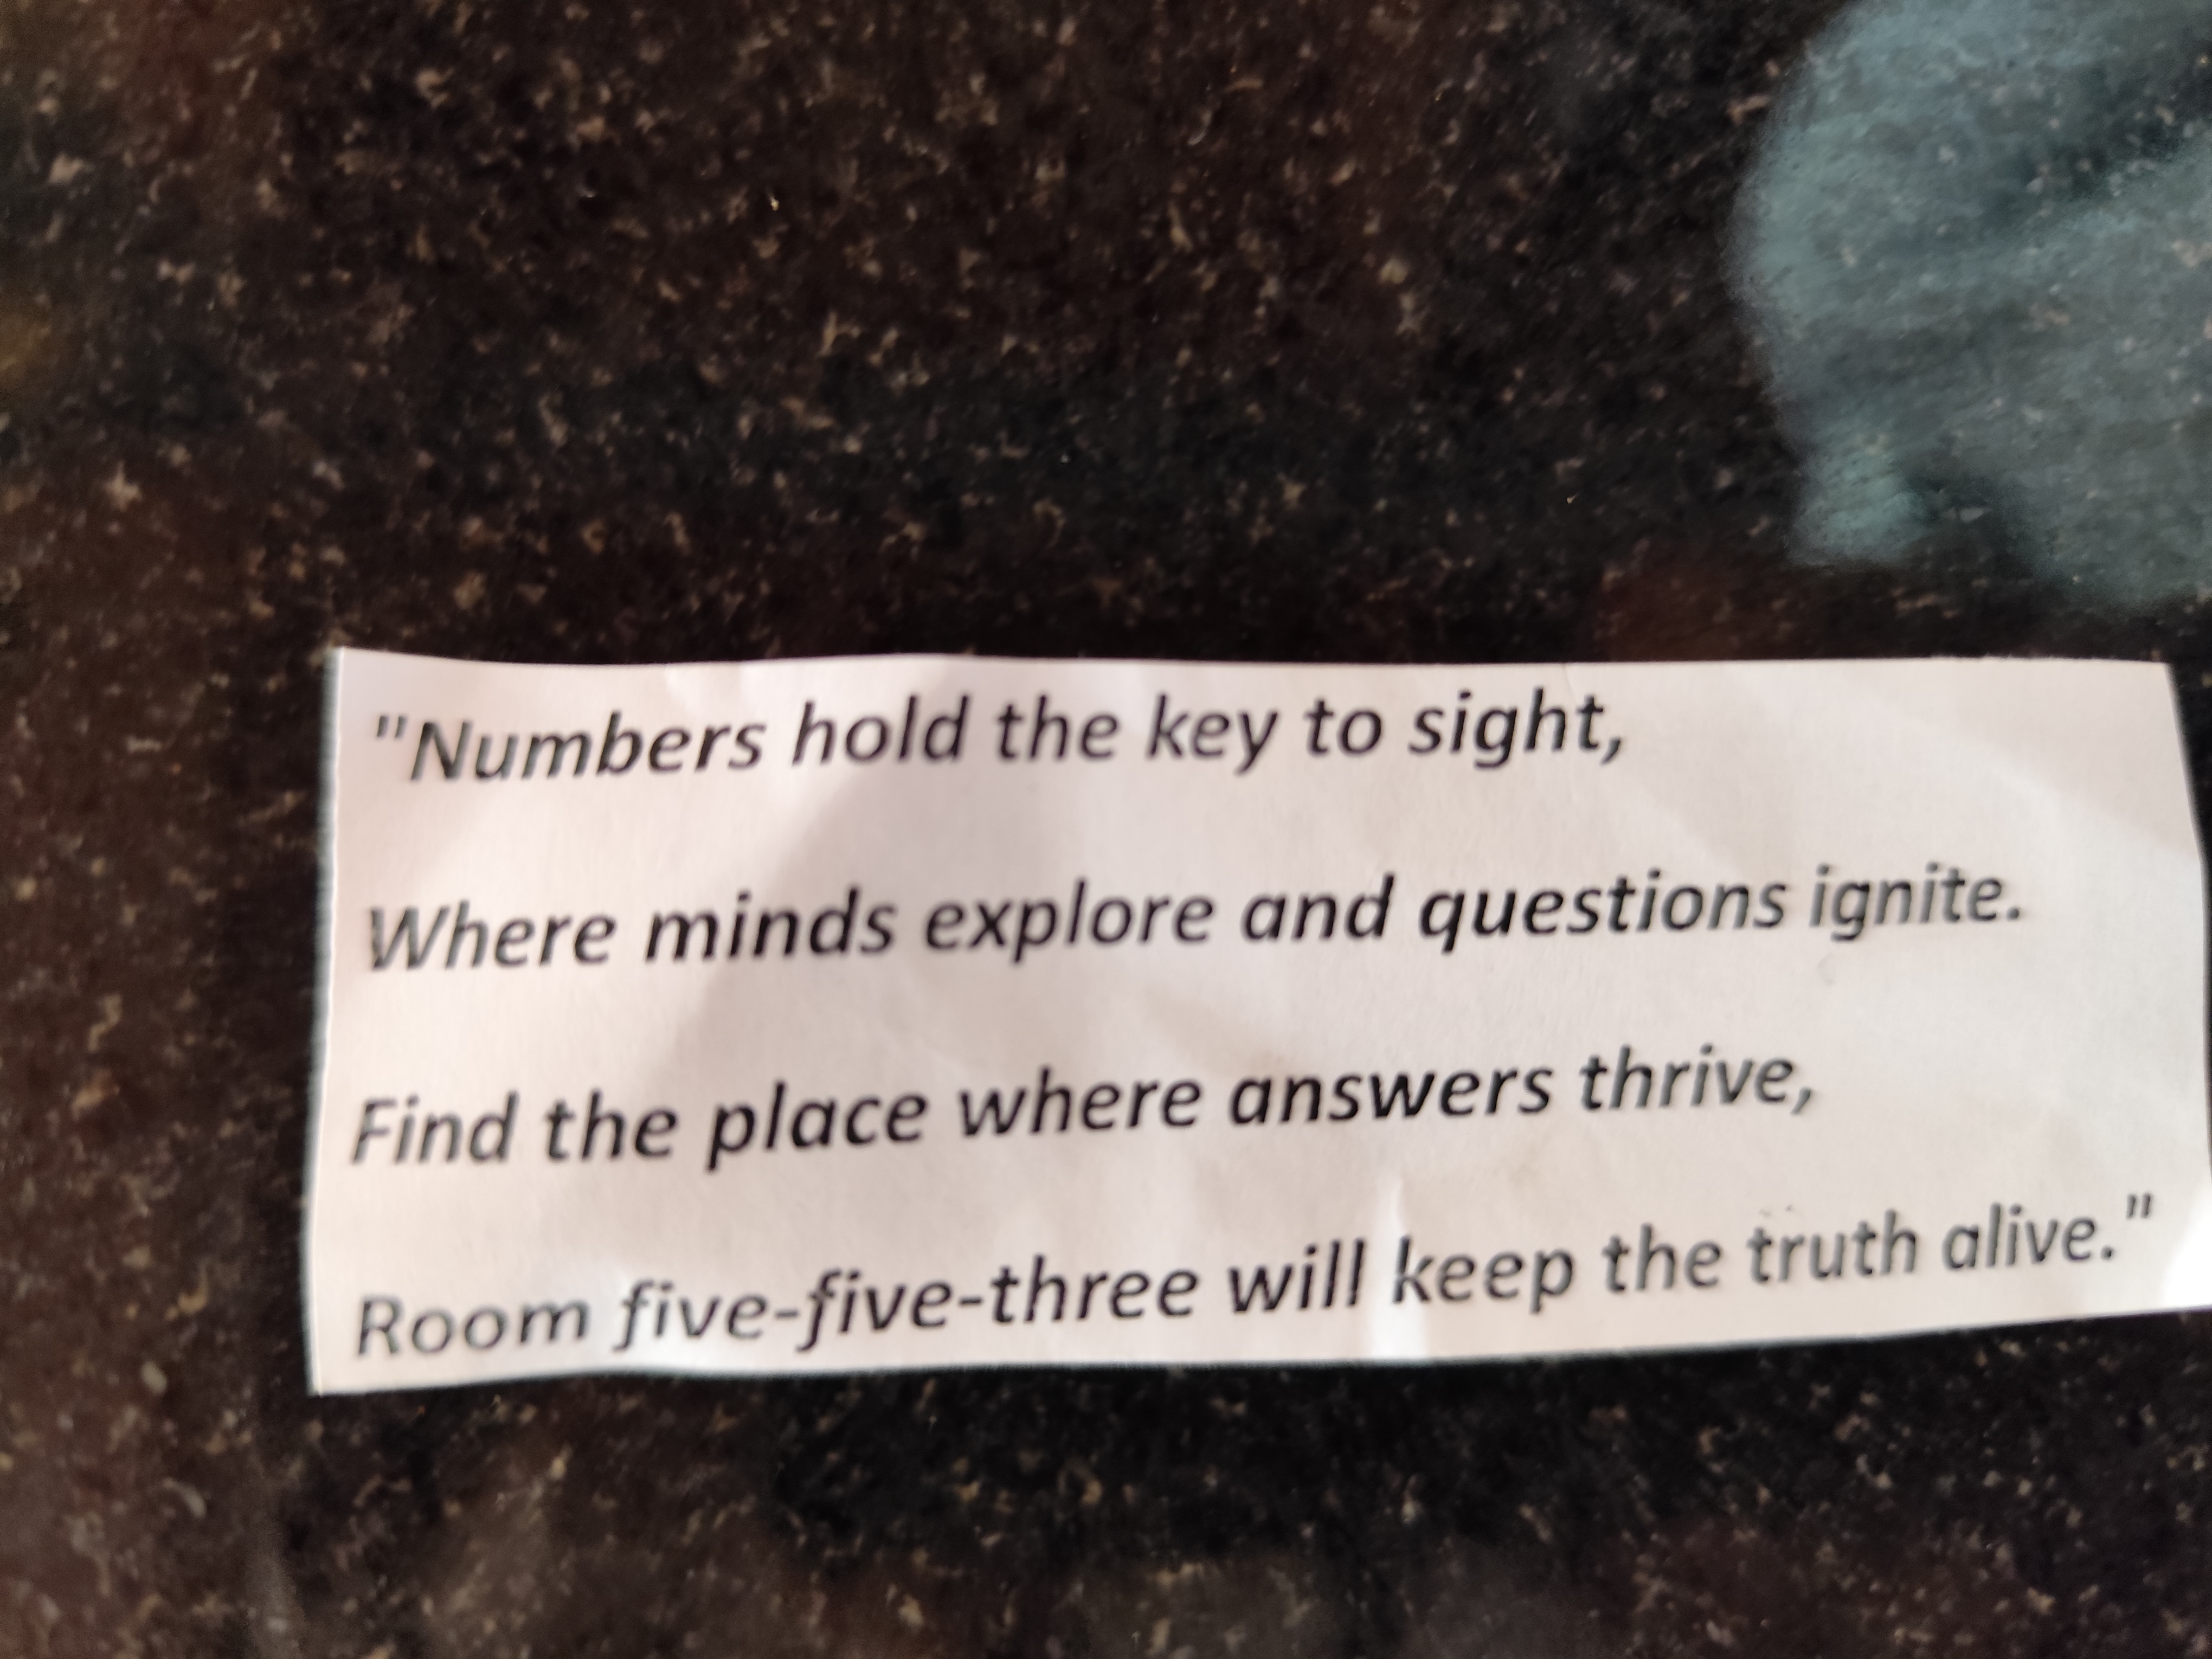 "Numbers hold the key to sight,
Where minds explore and questions ignite.
Find the place where answers thrive,
Room five-five-three will keep the truth alive."